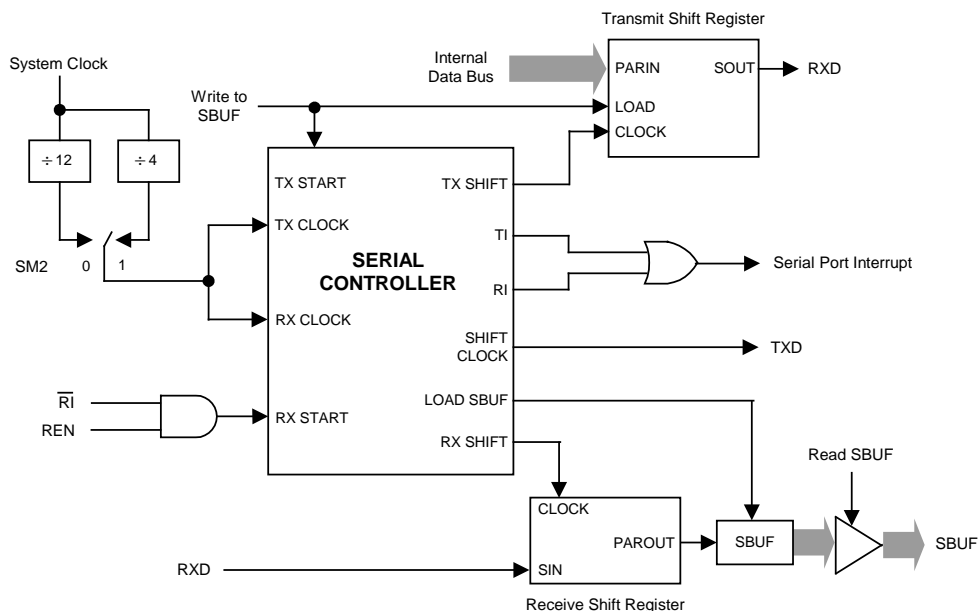 Transmit Shift Register
System Clock
Internal
Data Bus
PARIN
SOUT
RXD
Write to
SBUF
LOAD
CLOCK
÷ 12
÷ 4
TX START
TX SHIFT
TX CLOCK
TI
SM2
0
1
SERIAL
CONTROLLER
Serial Port Interrupt
RI
RX CLOCK
SHIFT
CLOCK
TXD
R̅I̅
REN
RX START
LOAD SBUF
RX SHIFT
Read SBUF
CLOCK
PAROUT
SBUF
SBUF
RXD
SIN
Receive Shift Register